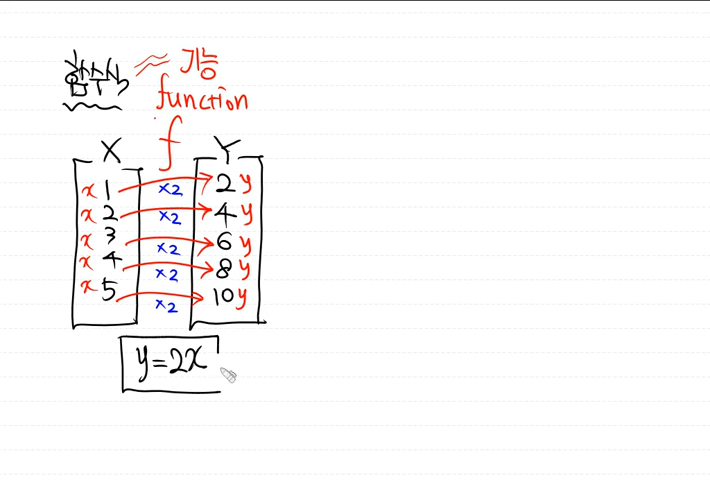 함수식 ≈ 기능
function
f
X Y
x 1 ×2 2 y
x 2 ×2 4 y
x 3 ×2 6 y
x 4 ×2 8 y
x 5 ×2 10 y
y=2x